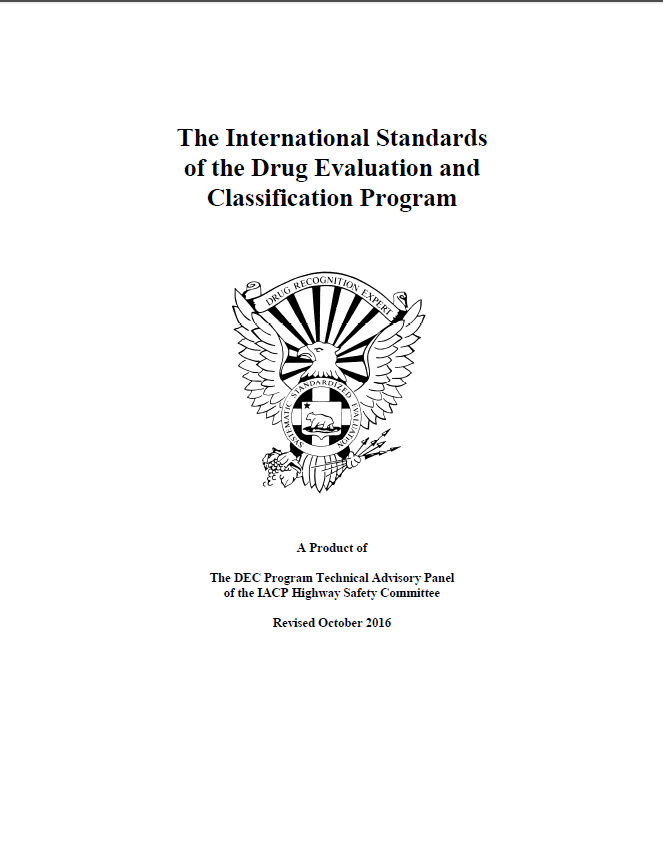 The International Standards
of the Drug Evaluation and
Classification Program
DRUG RECOGNITION EXPERT
SYSTEMATIC STANDARDIZED EVALUATION
A Product of
The DEC Program Technical Advisory Panel
of the IACP Highway Safety Committee
Revised October 2016